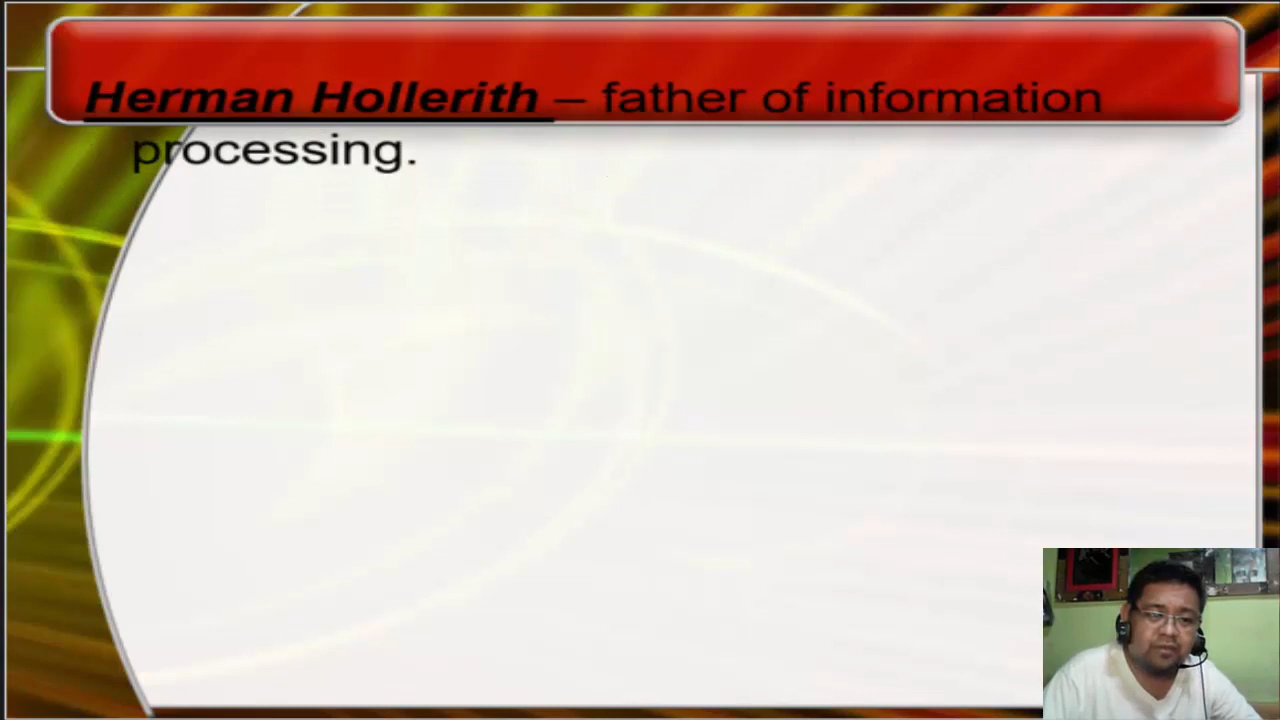 Herman Hollerith – father of information
processing.